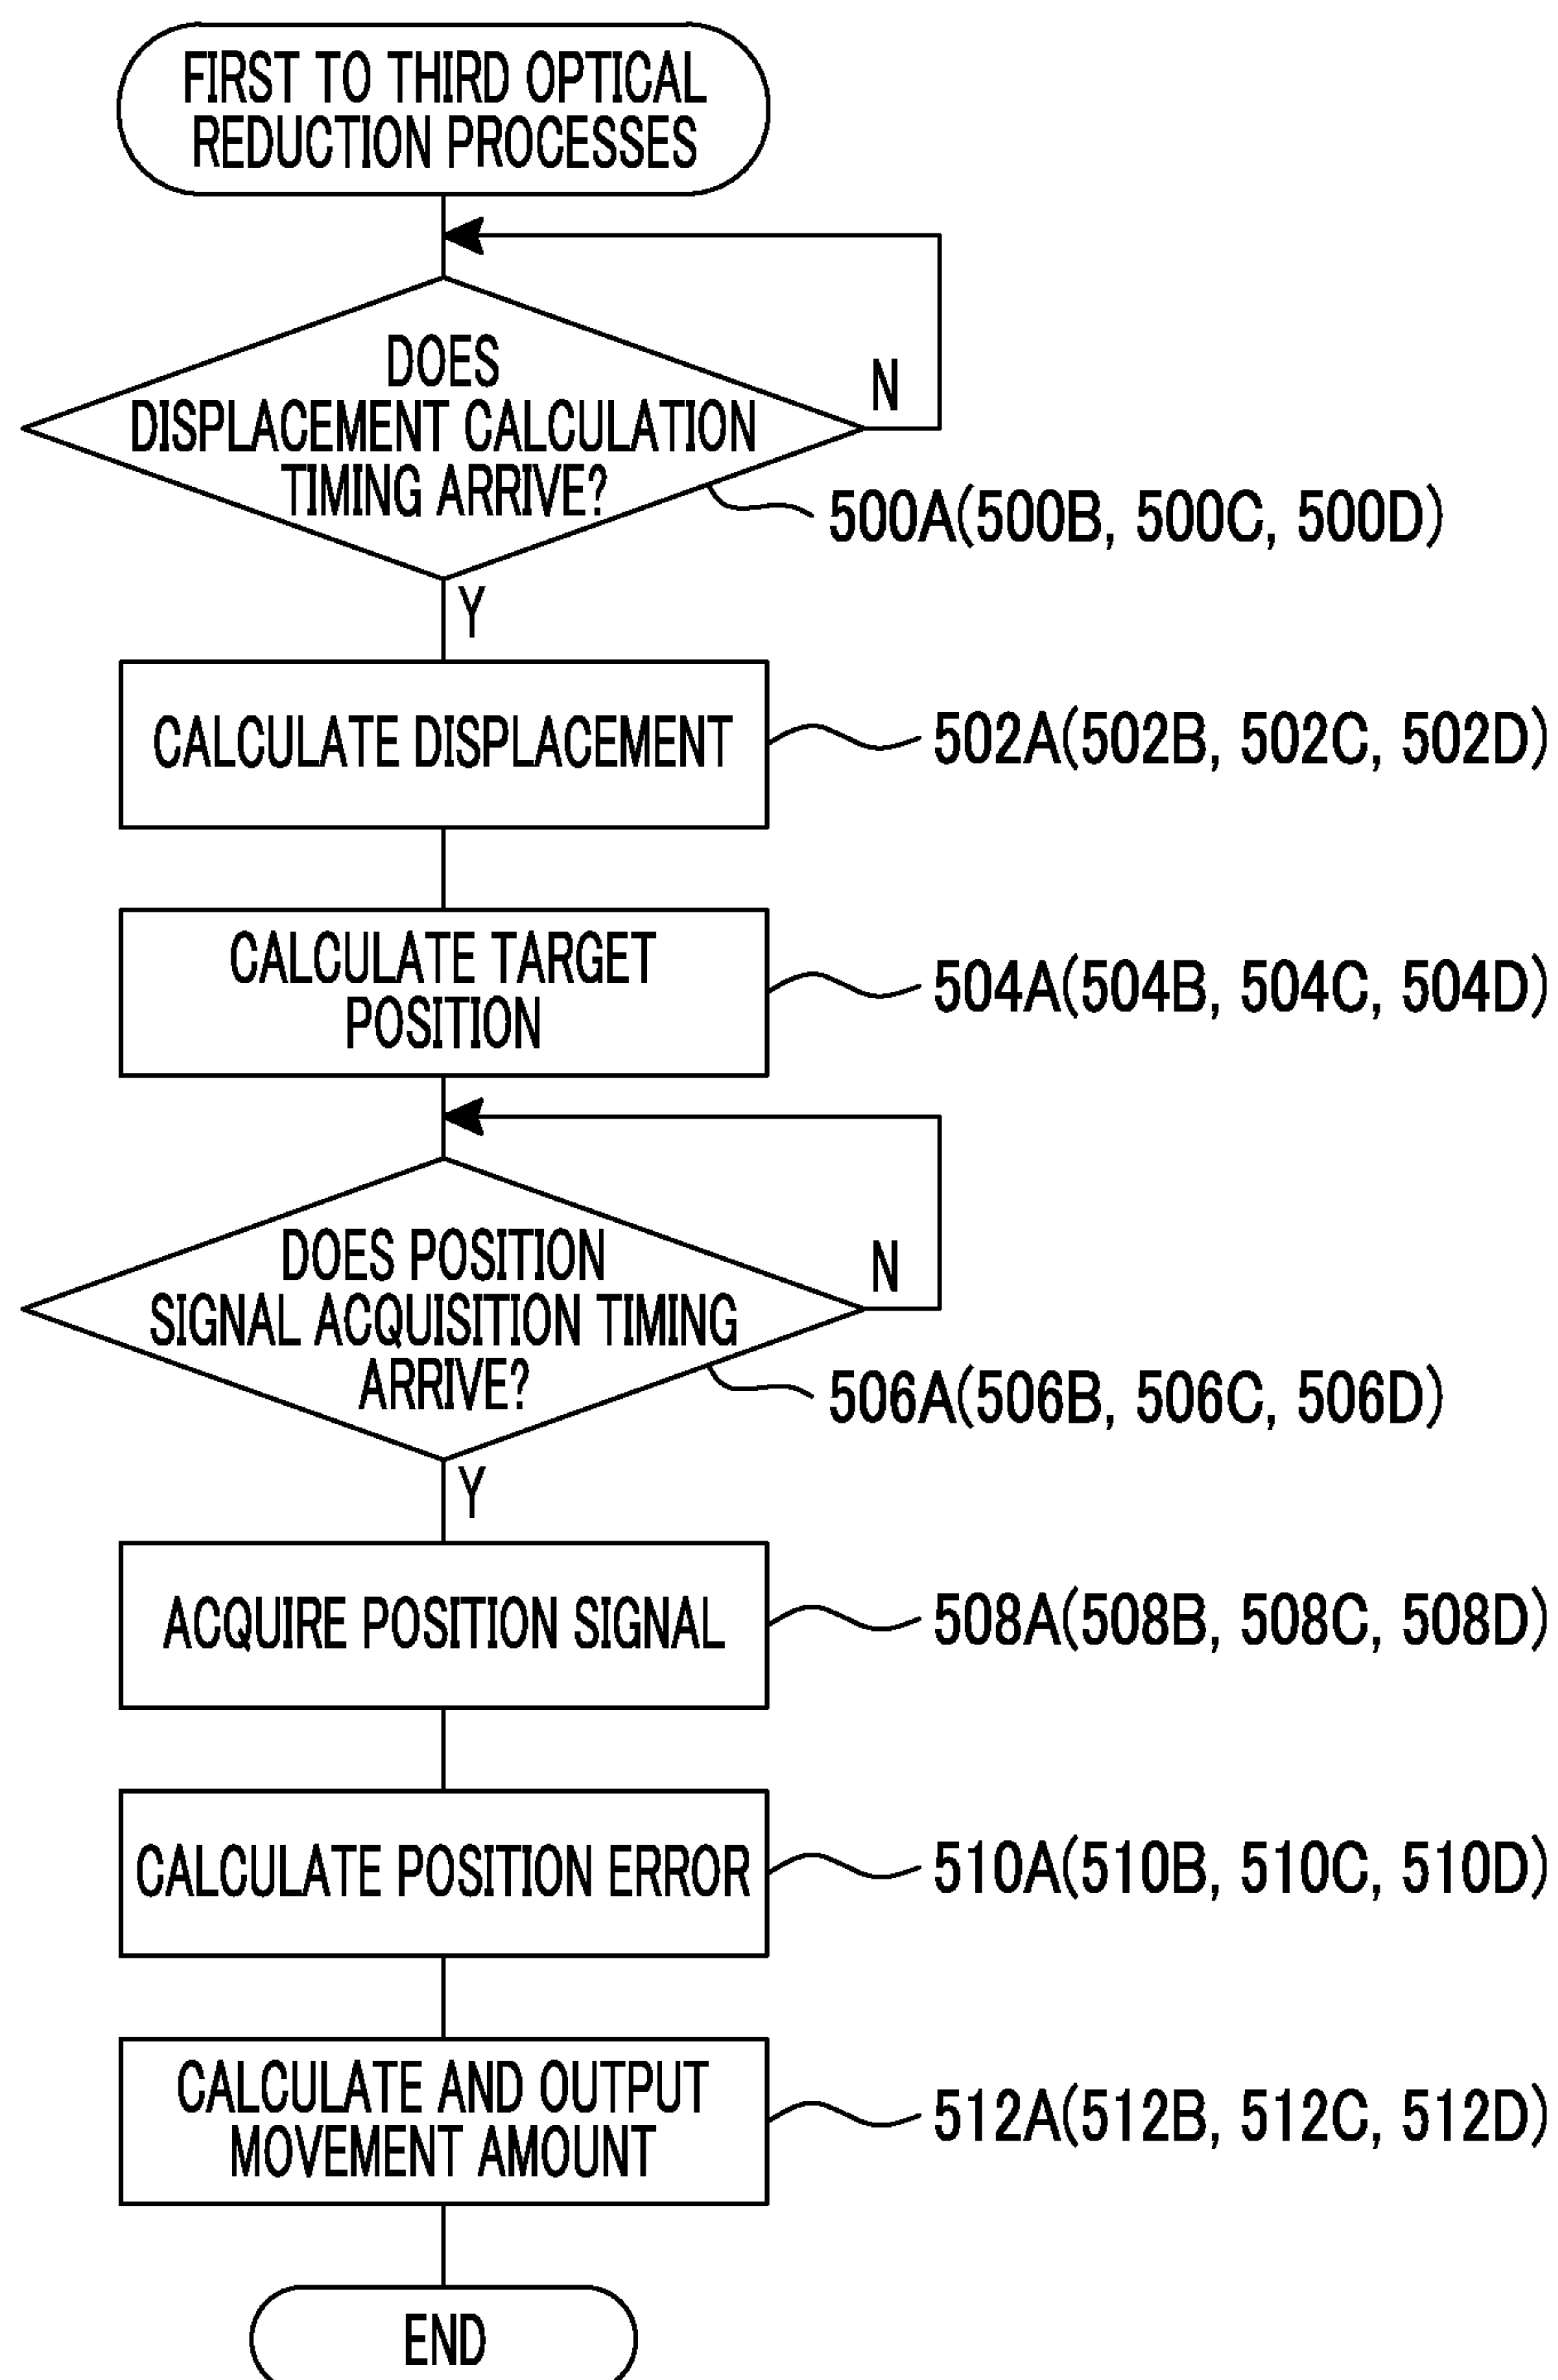 FIRST TO THIRD OPTICAL
REDUCTION PROCESSES
DOES
DISPLACEMENT CALCULATION
TIMING ARRIVE?
N
500A(500B, 500C, 500D)
Y
CALCULATE DISPLACEMENT
502A(502B, 502C, 502D)
CALCULATE TARGET
POSITION
504A(504B, 504C, 504D)
DOES POSITION
SIGNAL ACQUISITION TIMING
ARRIVE?
N
506A(506B, 506C, 506D)
Y
ACQUIRE POSITION SIGNAL
508A(508B, 508C, 508D)
CALCULATE POSITION ERROR
510A(510B, 510C, 510D)
CALCULATE AND OUTPUT
MOVEMENT AMOUNT
512A(512B, 512C, 512D)
END